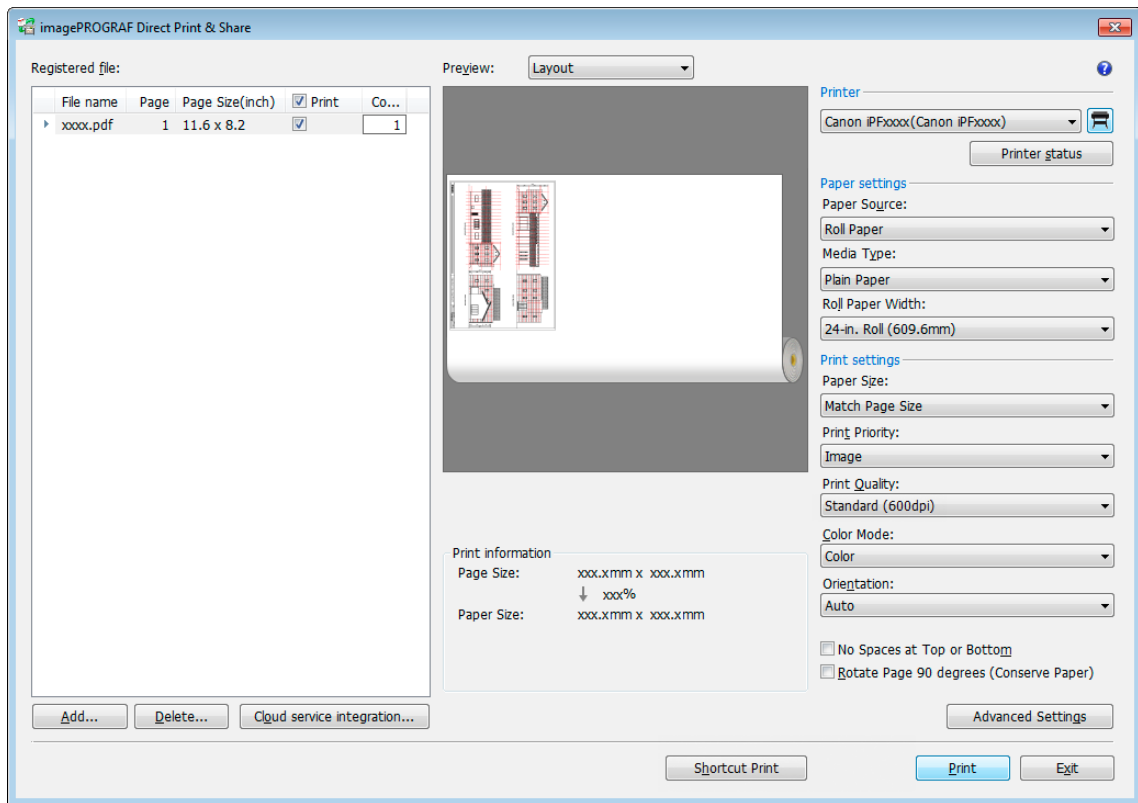 imagePROGRAF Direct Print & Share
Registered file:
File name Page Page Size(inch) Print Co...
xxxx.pdf 1 11.6 x 8.2 1
Add... Delete... Cloud service integration...
Preview: Layout
Print information
Page Size: xxx.xmm x xxx.xmm
↓ xxx%
Paper Size: xxx.xmm x xxx.xmm
Printer
Canon iPFxxxx(Canon iPFxxxx)
Printer status
Paper settings
Paper Source:
Roll Paper
Media Type:
Plain Paper
Roll Paper Width:
24-in. Roll (609.6mm)
Print settings
Paper Size:
Match Page Size
Print Priority:
Image
Print Quality:
Standard (600dpi)
Color Mode:
Color
Orientation:
Auto
No Spaces at Top or Bottom
Rotate Page 90 degrees (Conserve Paper)
Advanced Settings
Shortcut Print Print Exit